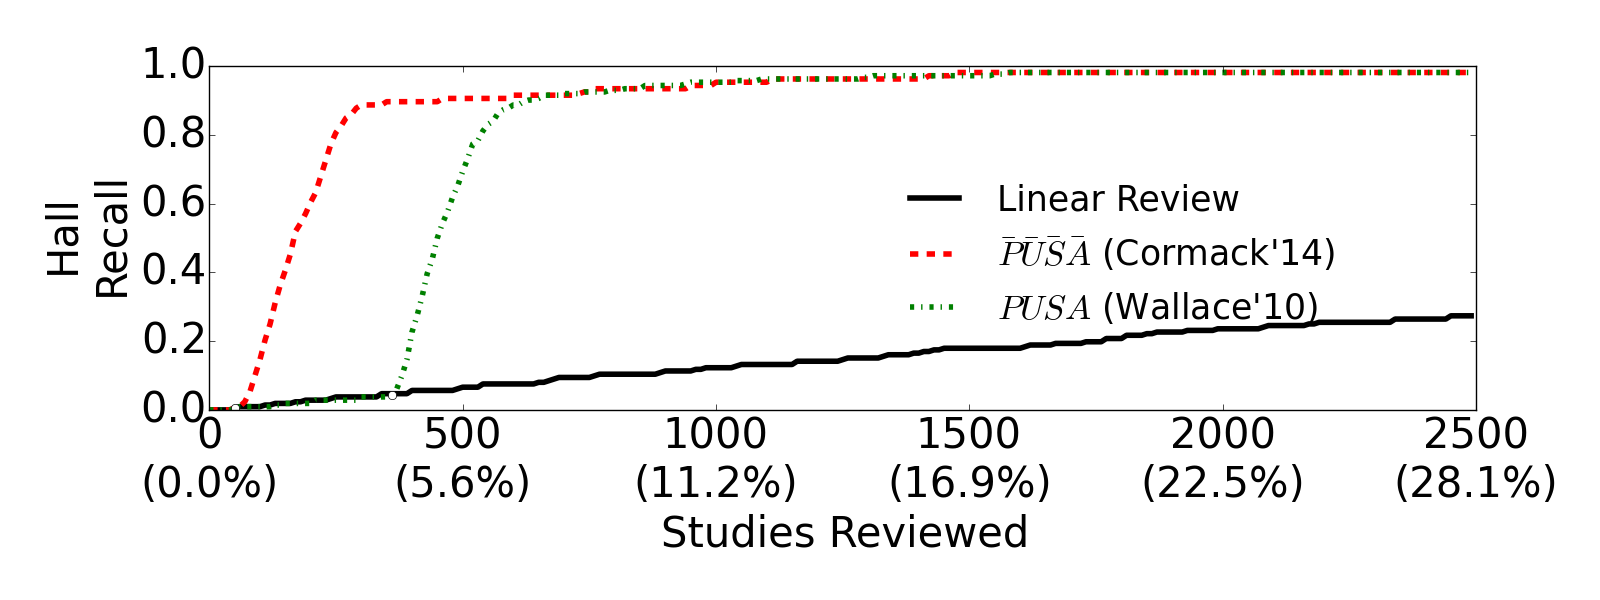 Hall
Recall
1.0
0.8
0.6
0.4
0.2
0.0
Linear Review
P̄ŪS̄Ā (Cormack'14)
PUSA (Wallace'10)
0 500 1000 1500 2000 2500
(0.0%) (5.6%) (11.2%) (16.9%) (22.5%) (28.1%)
Studies Reviewed